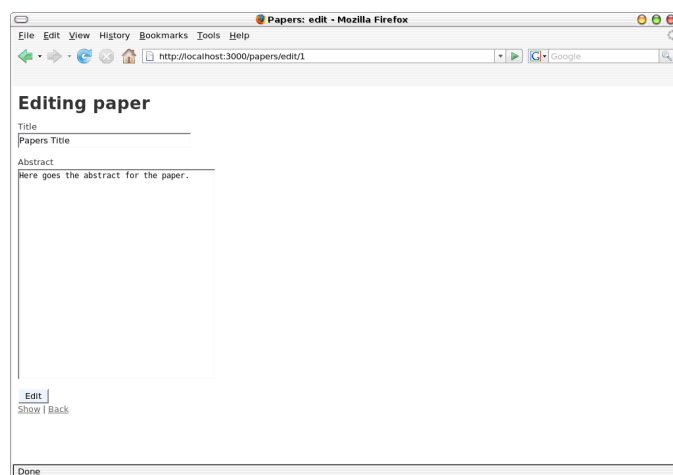 Papers: edit - Mozilla Firefox
File Edit View History Bookmarks Tools Help
http://localhost:3000/papers/edit/1 G Google
Editing paper
Title
Papers Title
Abstract
Here goes the abstract for the paper.
Edit
Show | Back
Done